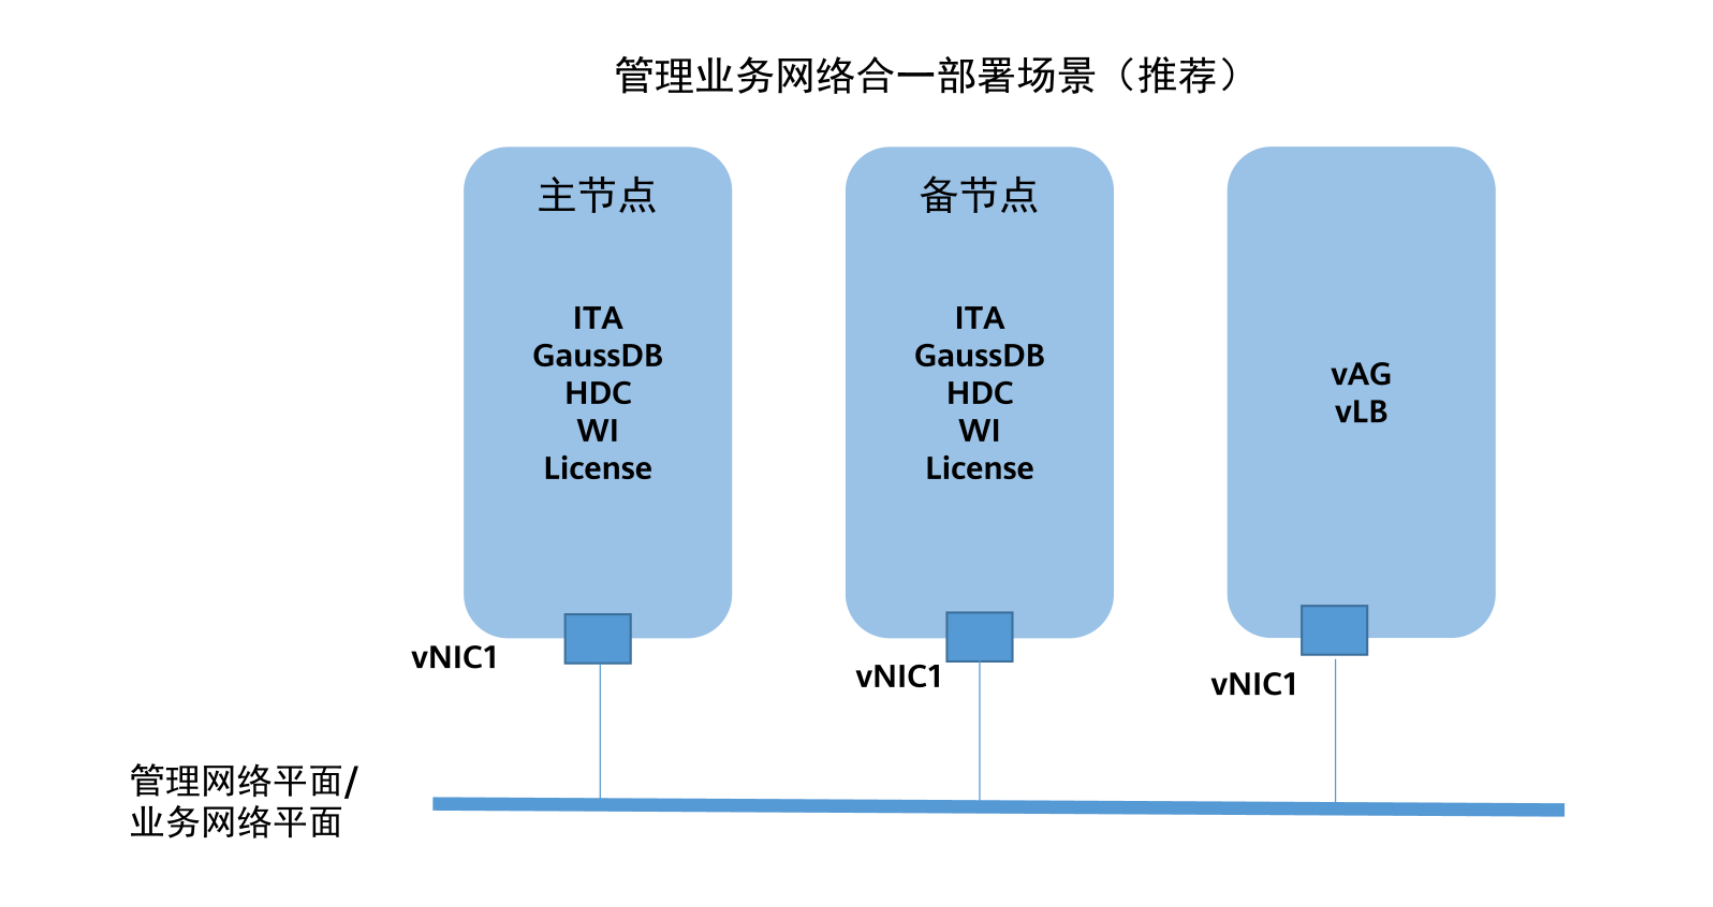 管理业务网络合一部署场景（推荐）
主节点
ITA
GaussDB
HDC
WI
License
vNIC1
备节点
ITA
GaussDB
HDC
WI
License
vNIC1
vAG
vLB
vNIC1
管理网络平面/
业务网络平面